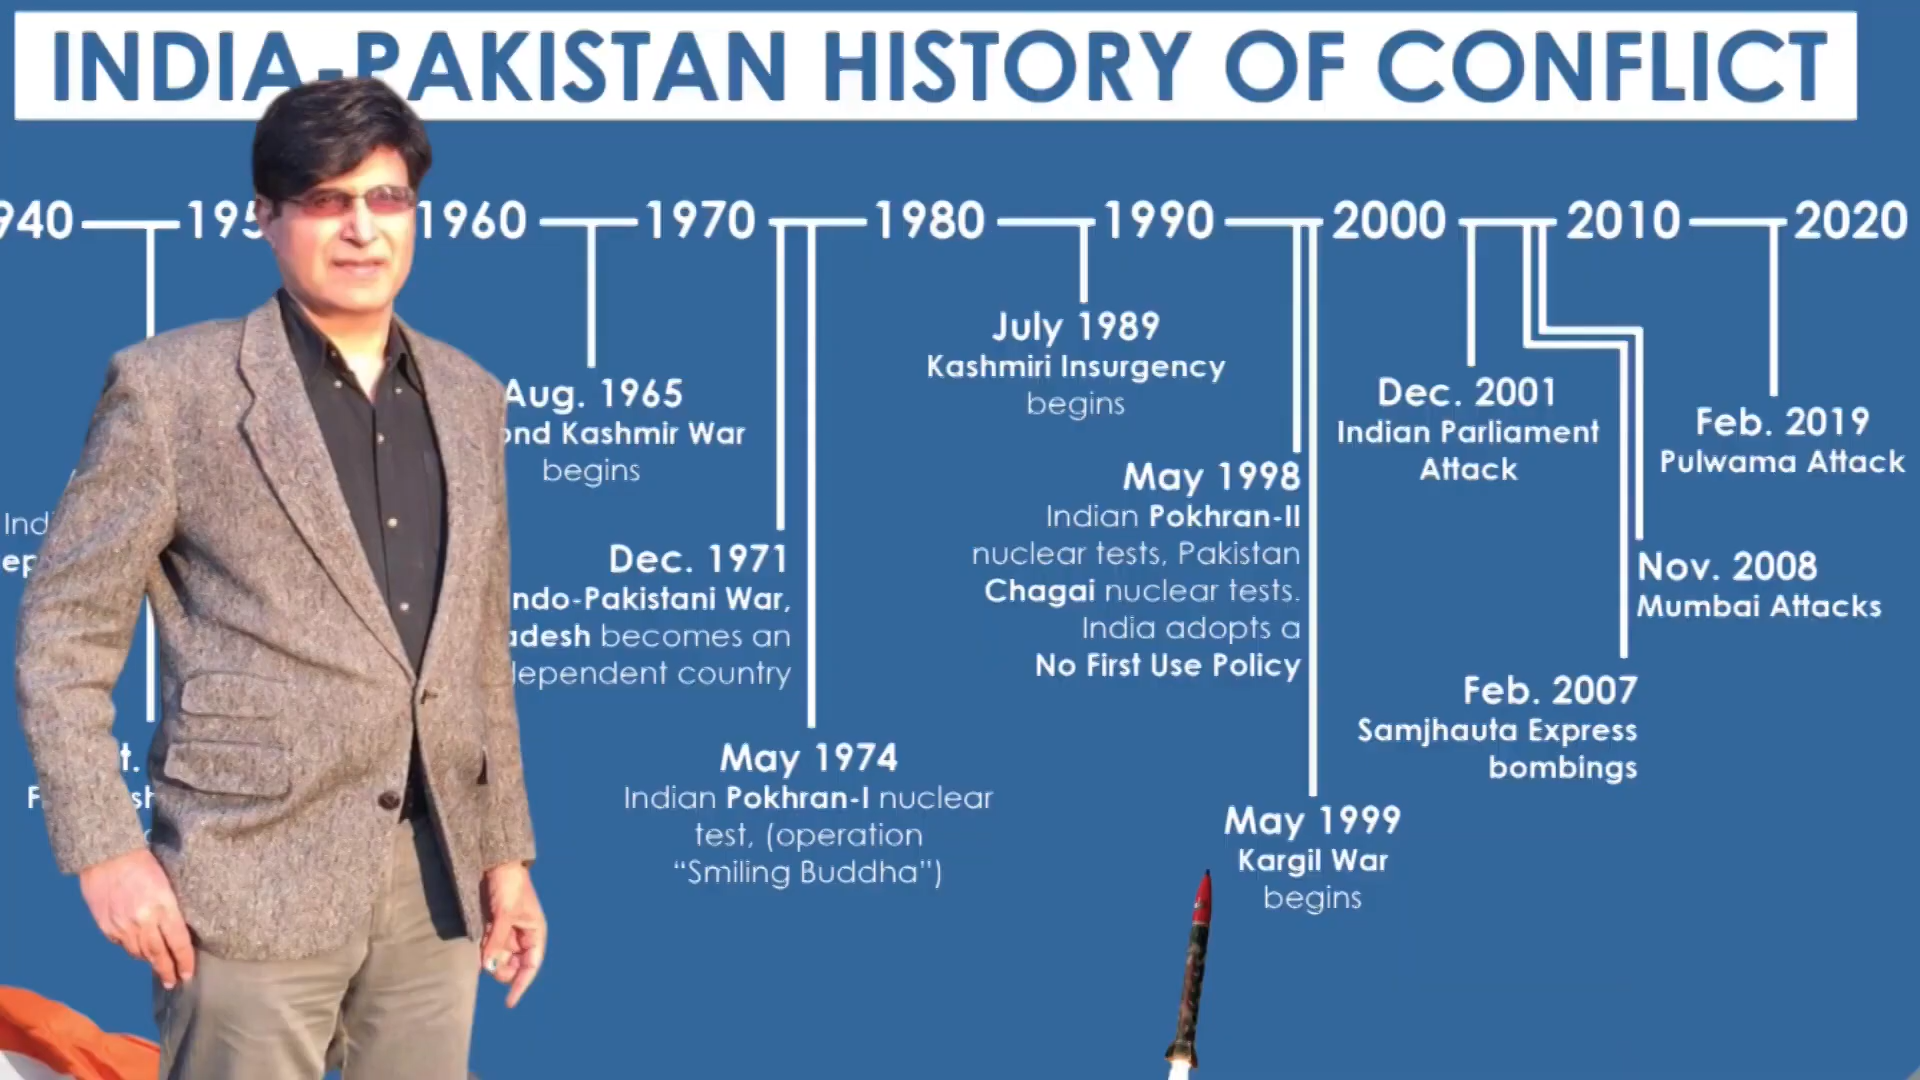 INDIA-PAKISTAN HISTORY OF CONFLICT
1960
1970
1980
1990
2000
2010
2020
July 1989
Kashmiri Insurgency
begins
Aug. 1965
Kashmir War
begins
Dec. 2001
Indian Parliament
Attack
Feb. 2019
Pulwama Attack
May 1998
Indian Pokhran-II
nuclear tests, Pakistan
Chagai nuclear tests.
India adopts a
No First Use Policy
Dec. 1971
ndo-Pakistani War,
adesh becomes an
dependent country
Nov. 2008
Mumbai Attacks
Feb. 2007
Samjhauta Express
bombings
May 1974
Indian Pokhran-I nuclear
test, (operation
“Smiling Buddha”)
May 1999
Kargil War
begins